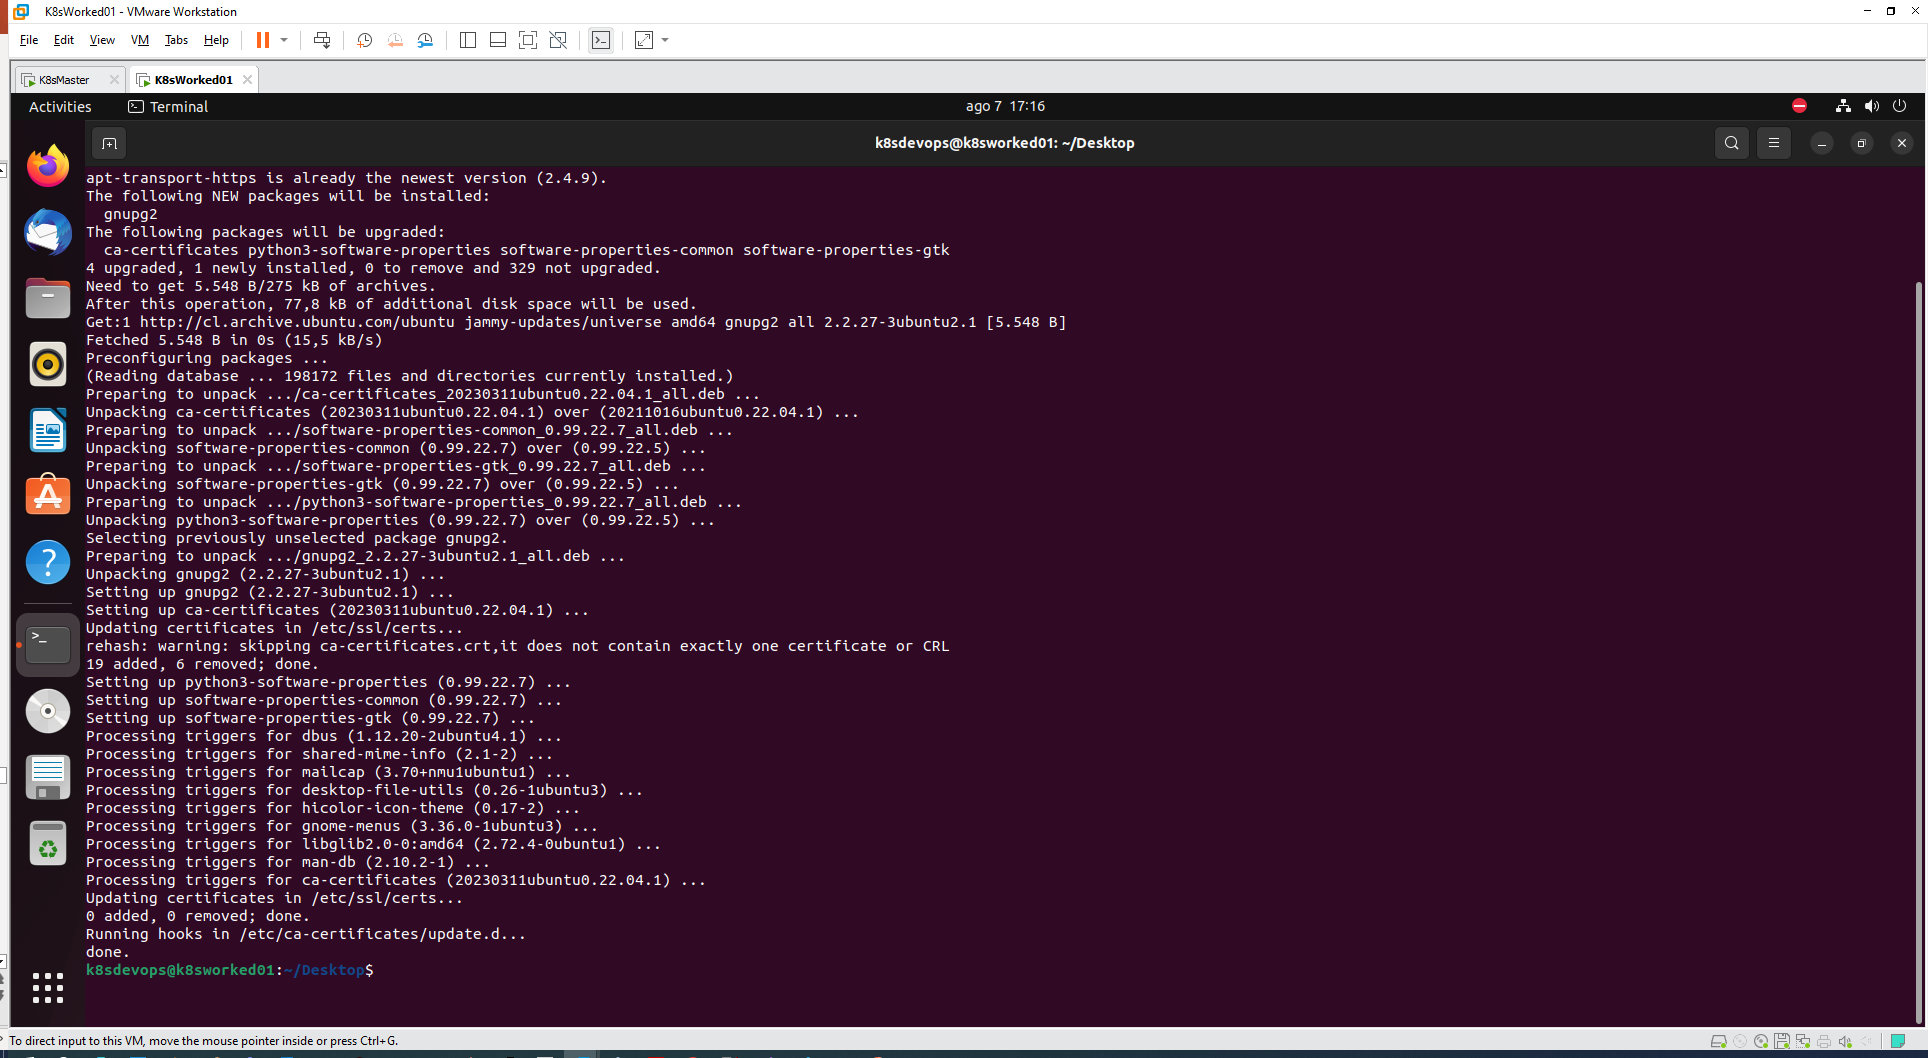 K8sWorked01 - VMware Workstation
File Edit View VM Tabs Help
K8sMaster K8sWorked01
Activities Terminal ago 7 17:16
k8sdevops@k8sworked01: ~/Desktop
apt-transport-https is already the newest version (2.4.9).
The following NEW packages will be installed:
  gnupg2
The following packages will be upgraded:
  ca-certificates python3-software-properties software-properties-common software-properties-gtk
4 upgraded, 1 newly installed, 0 to remove and 329 not upgraded.
Need to get 5.548 B/275 kB of archives.
After this operation, 77,8 kB of additional disk space will be used.
Get:1 http://cl.archive.ubuntu.com/ubuntu jammy-updates/universe amd64 gnupg2 all 2.2.27-3ubuntu2.1 [5.548 B]
Fetched 5.548 B in 0s (15,5 kB/s)
Preconfiguring packages ...
(Reading database ... 198172 files and directories currently installed.)
Preparing to unpack .../ca-certificates_20230311ubuntu0.22.04.1_all.deb ...
Unpacking ca-certificates (20230311ubuntu0.22.04.1) over (20211016ubuntu0.22.04.1) ...
Preparing to unpack .../software-properties-common_0.99.22.7_all.deb ...
Unpacking software-properties-common (0.99.22.7) over (0.99.22.5) ...
Preparing to unpack .../software-properties-gtk_0.99.22.7_all.deb ...
Unpacking software-properties-gtk (0.99.22.7) over (0.99.22.5) ...
Preparing to unpack .../python3-software-properties_0.99.22.7_all.deb ...
Unpacking python3-software-properties (0.99.22.7) over (0.99.22.5) ...
Selecting previously unselected package gnupg2.
Preparing to unpack .../gnupg2_2.2.27-3ubuntu2.1_all.deb ...
Unpacking gnupg2 (2.2.27-3ubuntu2.1) ...
Setting up gnupg2 (2.2.27-3ubuntu2.1) ...
Setting up ca-certificates (20230311ubuntu0.22.04.1) ...
Updating certificates in /etc/ssl/certs...
rehash: warning: skipping ca-certificates.crt,it does not contain exactly one certificate or CRL
19 added, 6 removed; done.
Setting up python3-software-properties (0.99.22.7) ...
Setting up software-properties-common (0.99.22.7) ...
Setting up software-properties-gtk (0.99.22.7) ...
Processing triggers for dbus (1.12.20-2ubuntu4.1) ...
Processing triggers for shared-mime-info (2.1-2) ...
Processing triggers for mailcap (3.70+nmu1ubuntu1) ...
Processing triggers for desktop-file-utils (0.26-1ubuntu3) ...
Processing triggers for hicolor-icon-theme (0.17-2) ...
Processing triggers for gnome-menus (3.36.0-1ubuntu3) ...
Processing triggers for libglib2.0-0:amd64 (2.72.4-0ubuntu1) ...
Processing triggers for man-db (2.10.2-1) ...
Processing triggers for ca-certificates (20230311ubuntu0.22.04.1) ...
Updating certificates in /etc/ssl/certs...
0 added, 0 removed; done.
Running hooks in /etc/ca-certificates/update.d...
done.
k8sdevops@k8sworked01:~/Desktop$
To direct input to this VM, move the mouse pointer inside or press Ctrl+G.